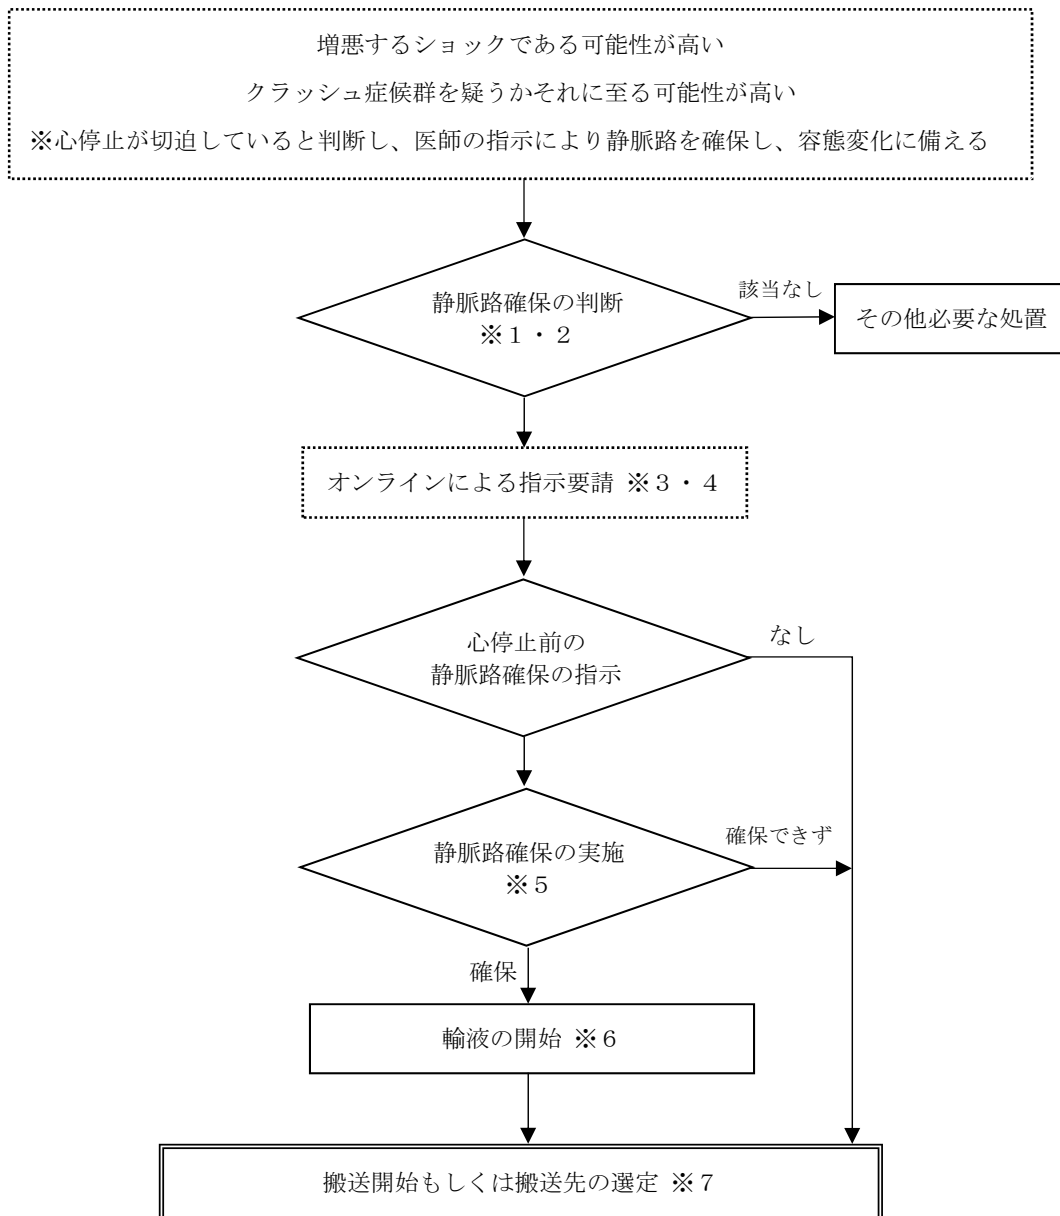 増悪するショックである可能性が高い
クラッシュ症候群を疑うかそれに至る可能性が高い
※心停止が切迫していると判断し、医師の指示により静脈路を確保し、容態変化に備える
静脈路確保の判断
※１・２
該当なし
その他必要な処置
オンラインによる指示要請 ※３・４
心停止前の
静脈路確保の指示
なし
静脈路確保の実施
※５
確保できず
確保
輸液の開始 ※６
搬送開始もしくは搬送先の選定 ※７